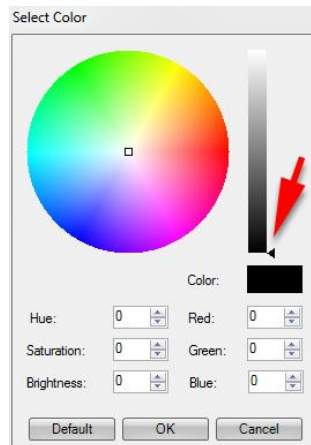 Select Color
Color:
Hue: 0 Red: 0
Saturation: 0 Green: 0
Brightness: 0 Blue: 0
Default OK Cancel